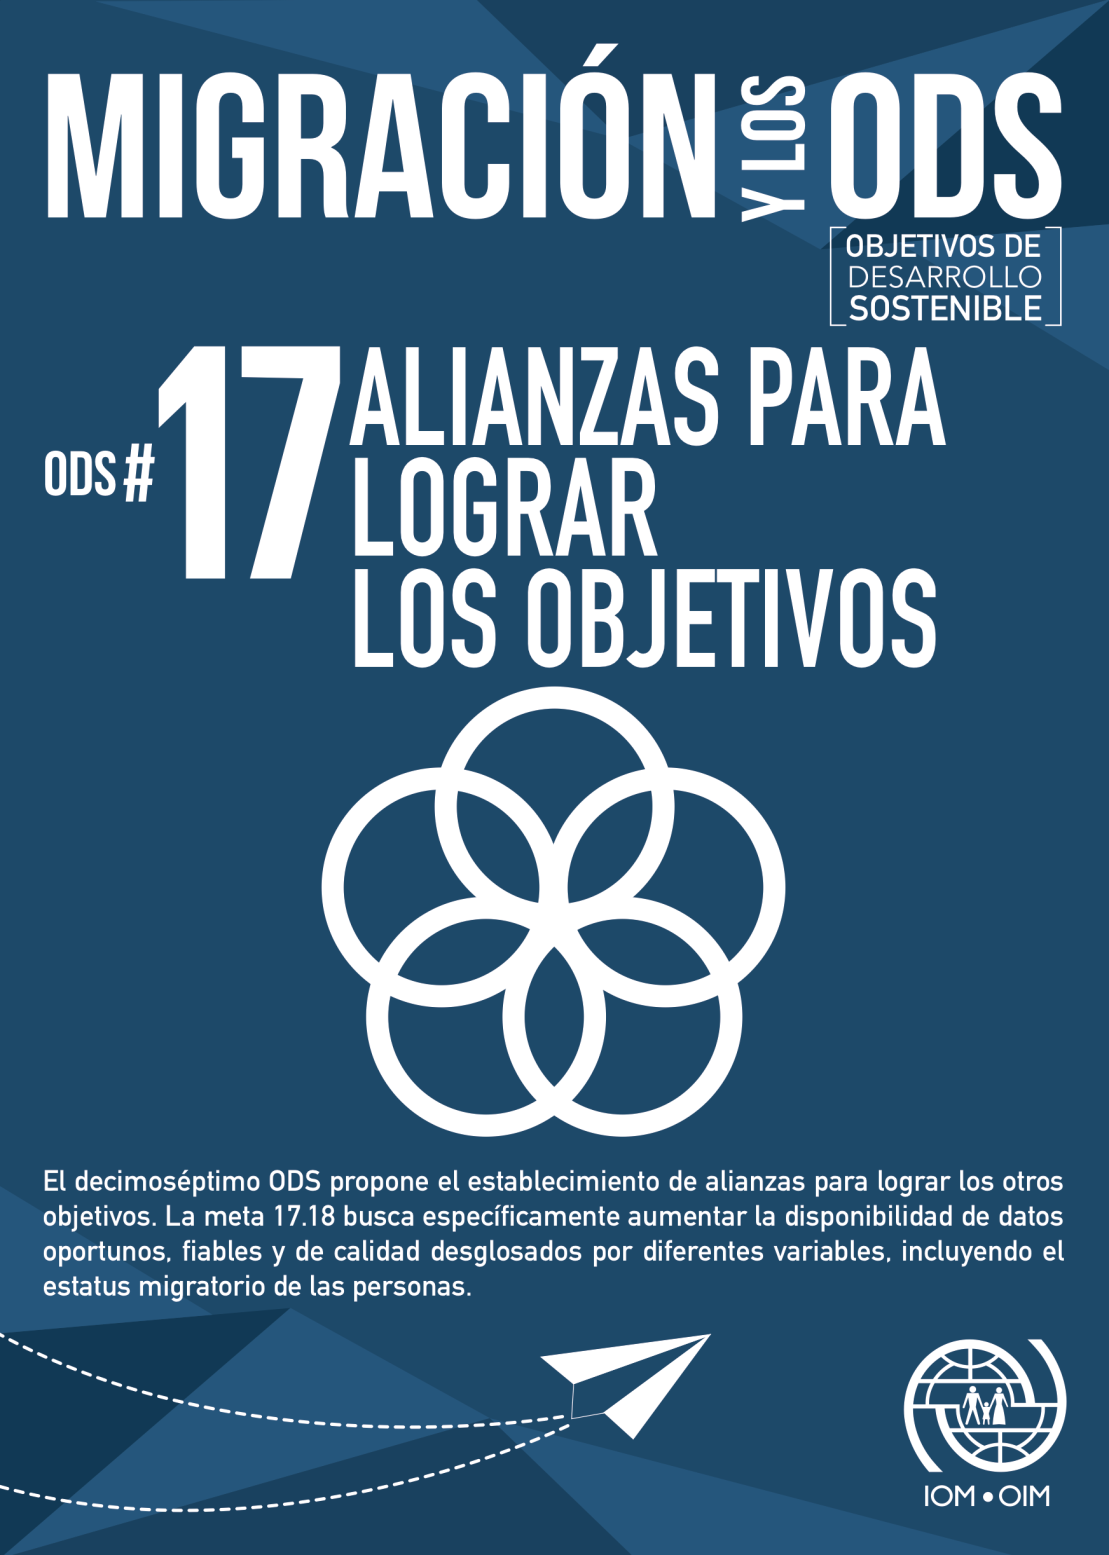 MIGRACIÓN Y LOS ODS
OBJETIVOS DE
DESARROLLO
SOSTENIBLE
ODS #17 ALIANZAS PARA
LOGRAR
LOS OBJETIVOS
El decimoséptimo ODS propone el establecimiento de alianzas para lograr los otros
objetivos. La meta 17.18 busca específicamente aumentar la disponibilidad de datos
oportunos, fiables y de calidad desglosados por diferentes variables, incluyendo el
estatus migratorio de las personas.
IOM • OIM